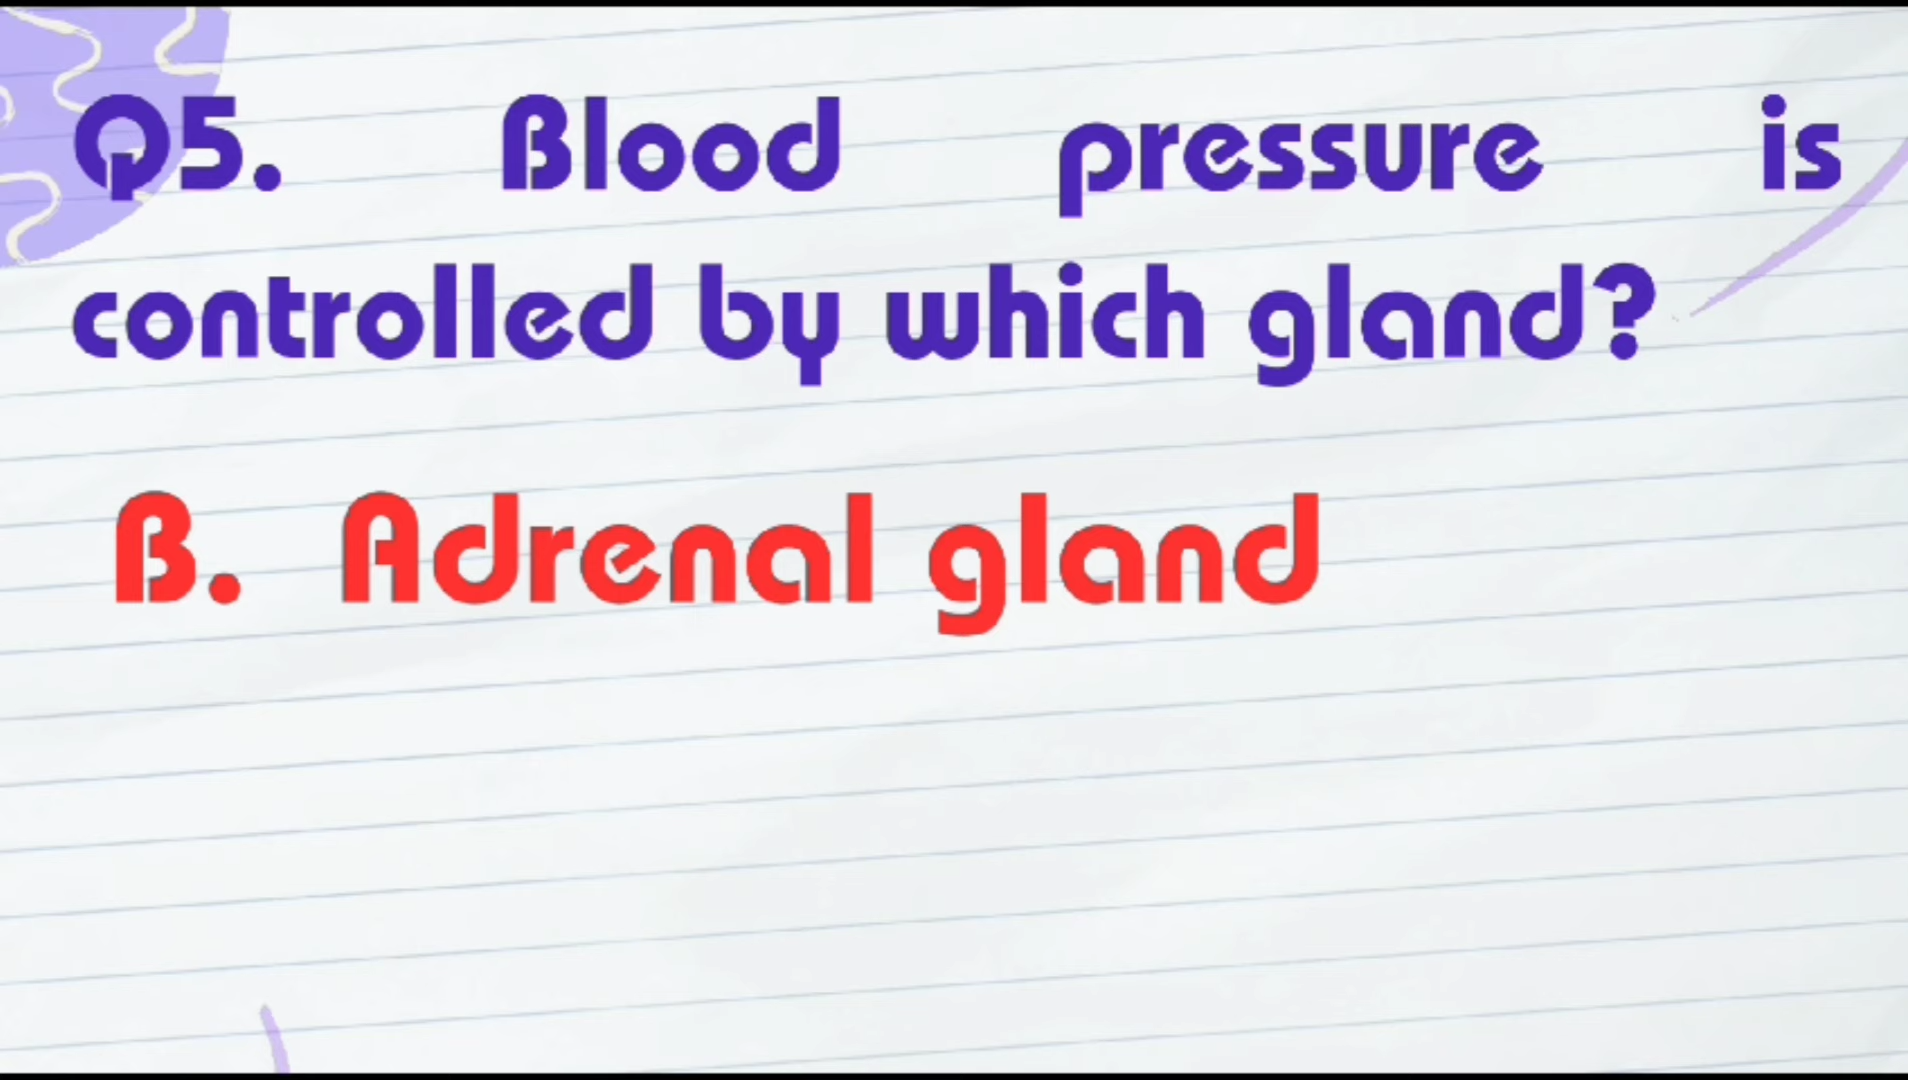 Q5. Blood pressure is
controlled by which gland?
B. Adrenal gland